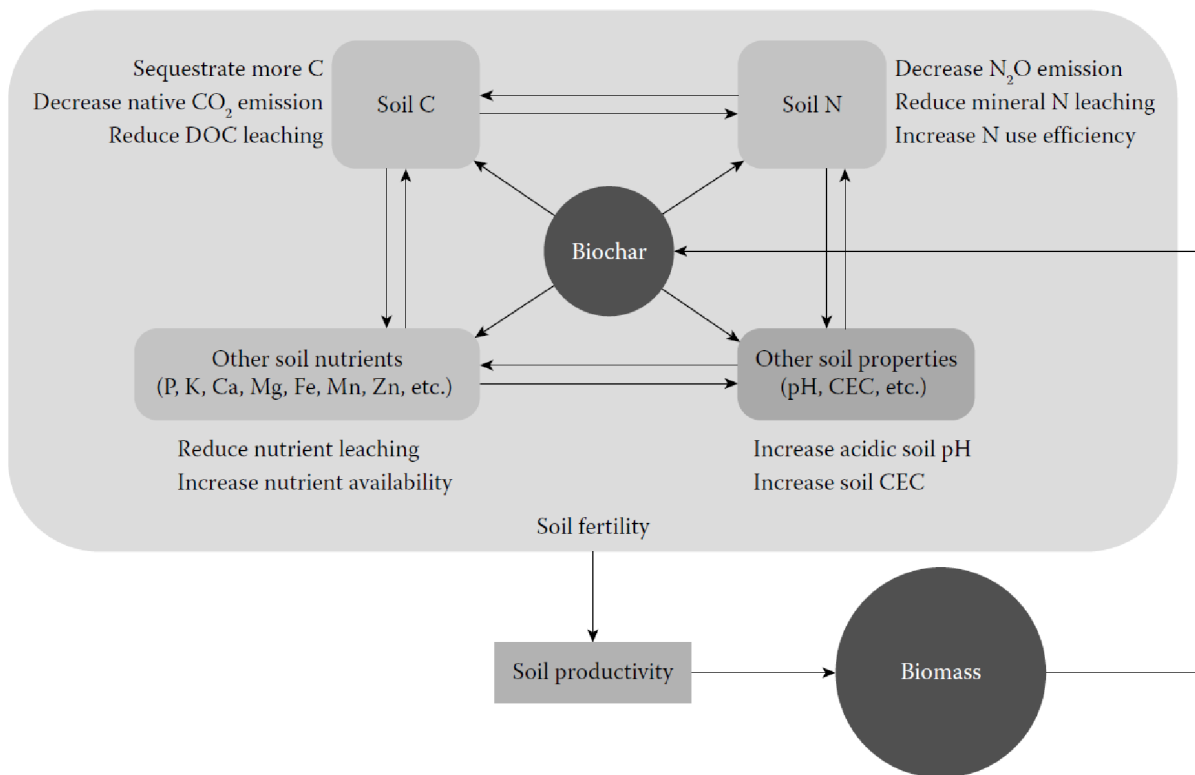 Sequestrate more C
Decrease native CO₂ emission
Reduce DOC leaching
Soil C
Soil N
Decrease N₂O emission
Reduce mineral N leaching
Increase N use efficiency
Biochar
Other soil nutrients
(P, K, Ca, Mg, Fe, Mn, Zn, etc.)
Other soil properties
(pH, CEC, etc.)
Reduce nutrient leaching
Increase nutrient availability
Increase acidic soil pH
Increase soil CEC
Soil fertility
Soil productivity
Biomass